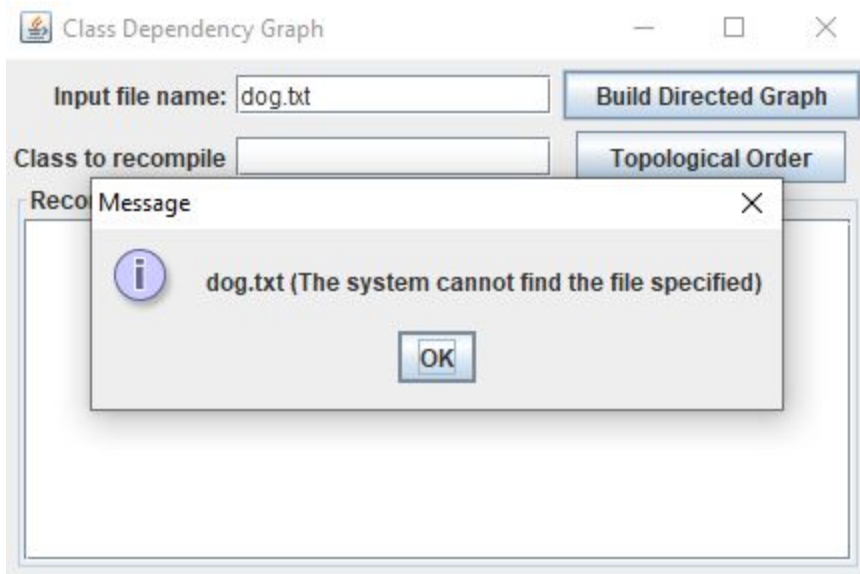 Class Dependency Graph
Input file name: dog.txt Build Directed Graph
Class to recompile Topological Order
Message
dog.txt (The system cannot find the file specified)
OK